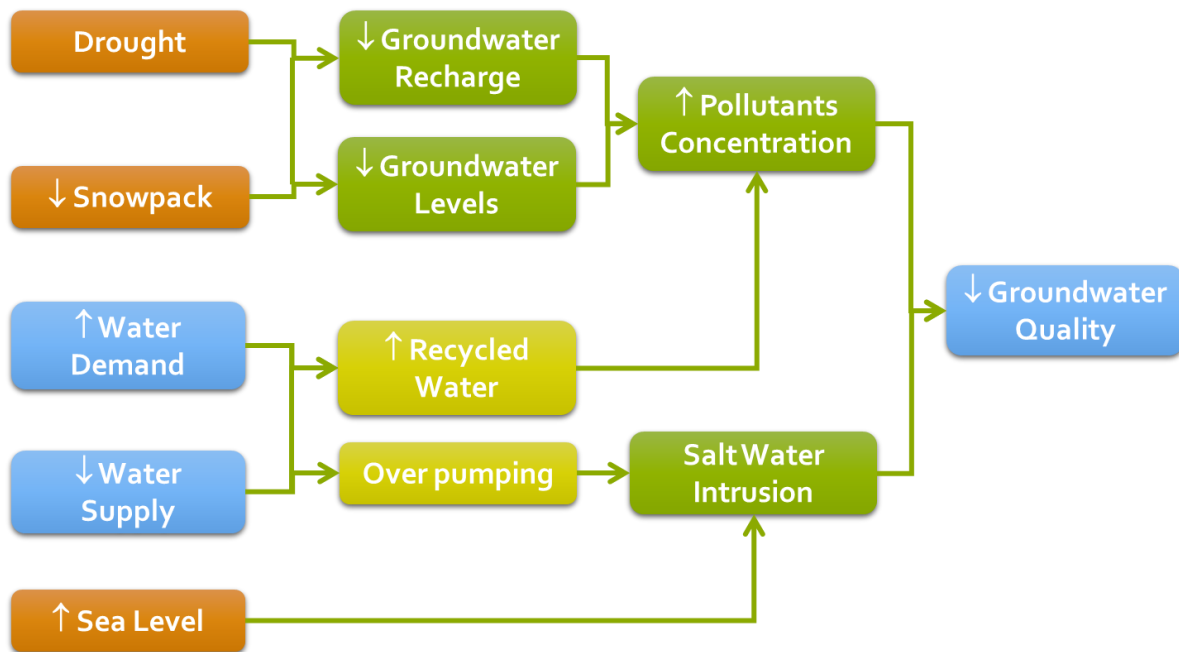 Drought
↓ Groundwater
Recharge
↑ Pollutants
Concentration
↓ Snowpack
↓ Groundwater
Levels
↑ Water
Demand
↑ Recycled
Water
↓ Groundwater
Quality
↓ Water
Supply
Over pumping
Salt Water
Intrusion
↑ Sea Level